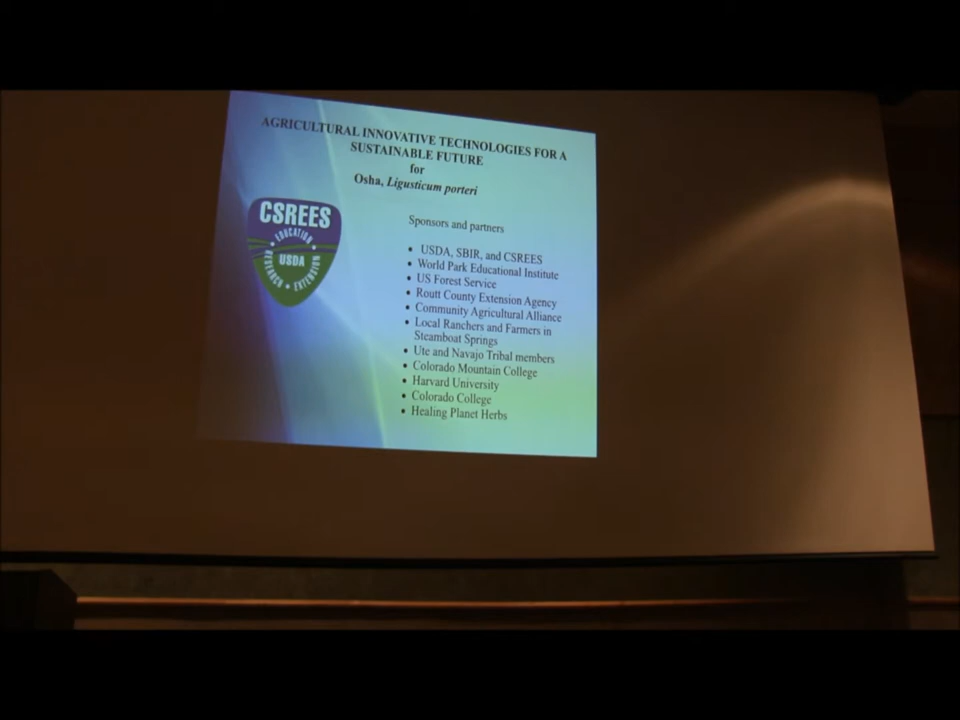 AGRICULTURAL INNOVATIVE TECHNOLOGIES FOR A
SUSTAINABLE FUTURE
for
Osha, Ligusticum porteri
CSREES
EDUCATION
USDA
RESEARCH • EXTENSION
Sponsors and partners
• USDA, SBIR, and CSREES
• World Park Educational Institute
• US Forest Service
• Routt County Extension Agency
• Community Agricultural Alliance
• Local Ranchers and Farmers in
Steamboat Springs
• Ute and Navajo Tribal members
• Colorado Mountain College
• Harvard University
• Colorado College
• Healing Planet Herbs